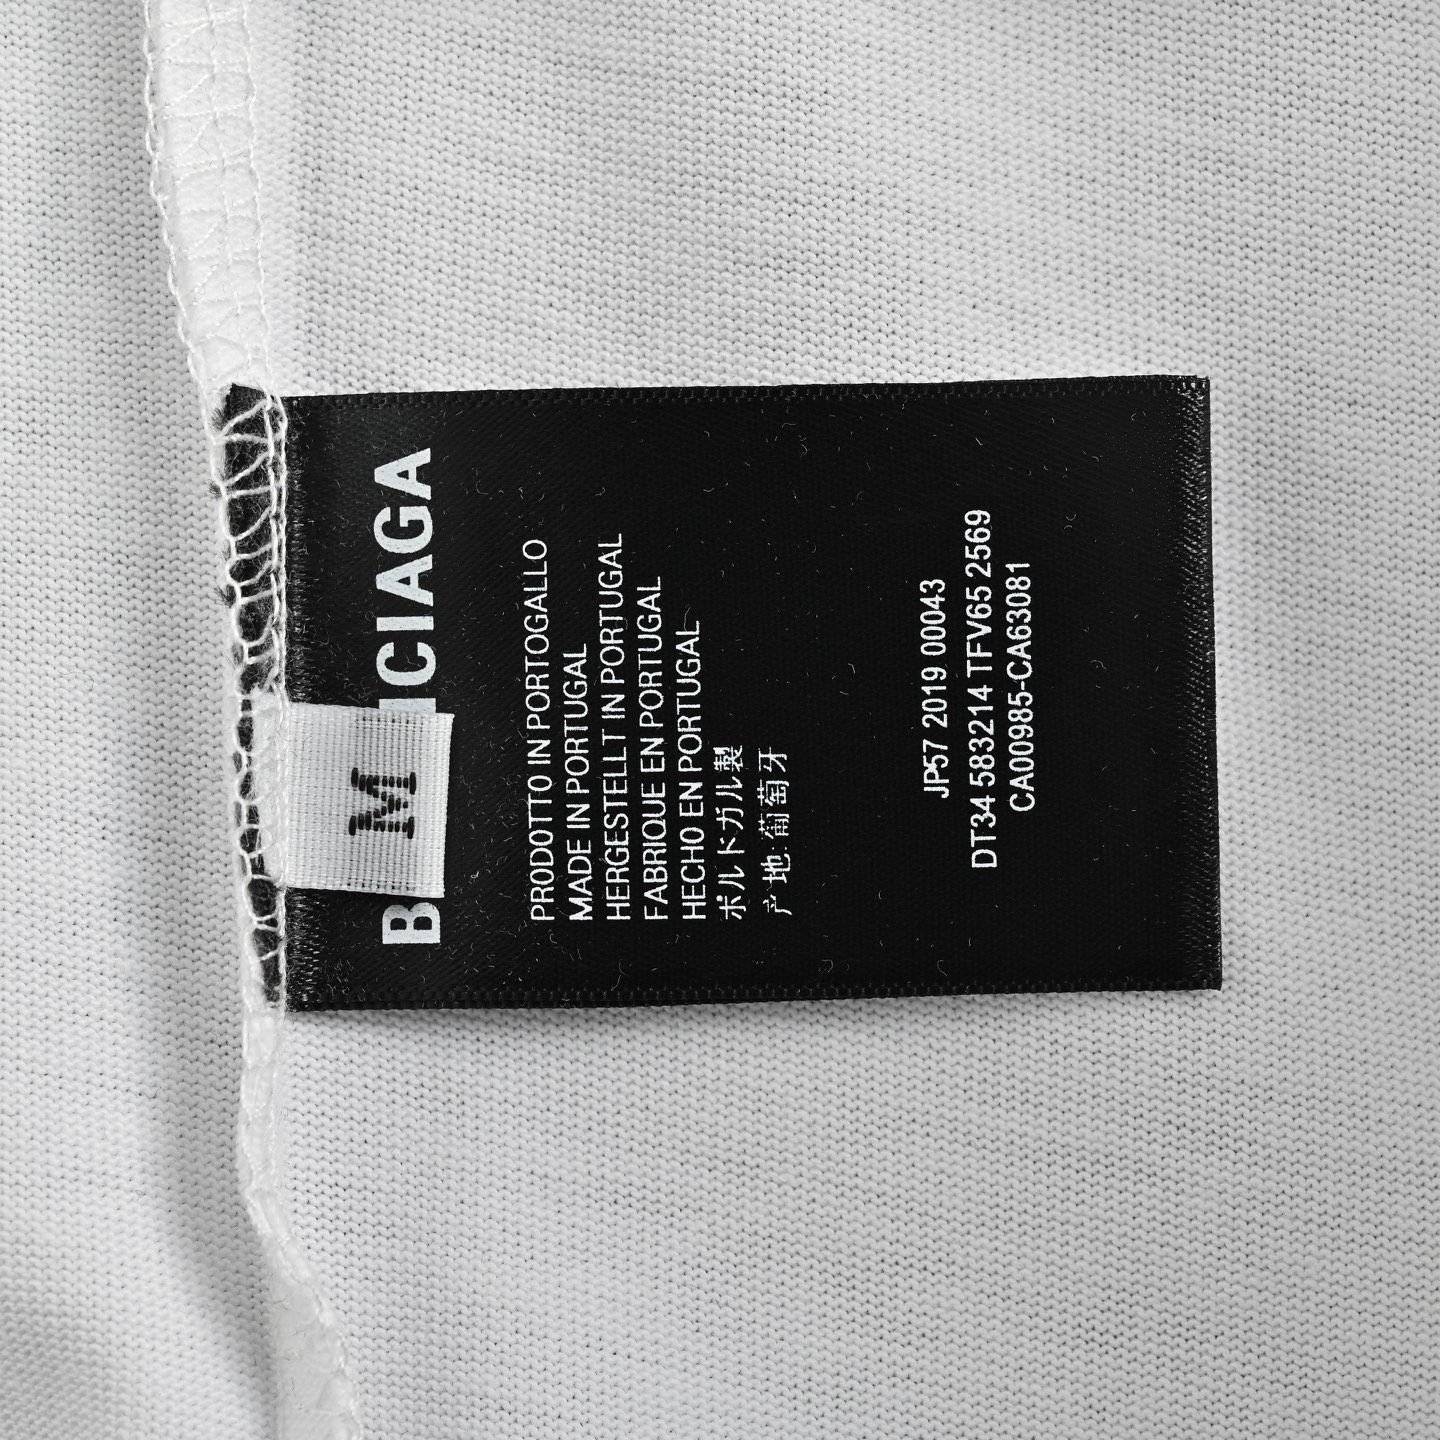 M
B CIAGA
PRODOTTO IN PORTOGALLO
MADE IN PORTUGAL
HERGESTELLT IN PORTUGAL
FABRIQUE EN PORTUGAL
HECHO EN PORTUGAL
ポルトガル製
产地:葡萄牙
JP57 2019 00043
DT34 583214 TFV65 2569
CA00985-CA63081